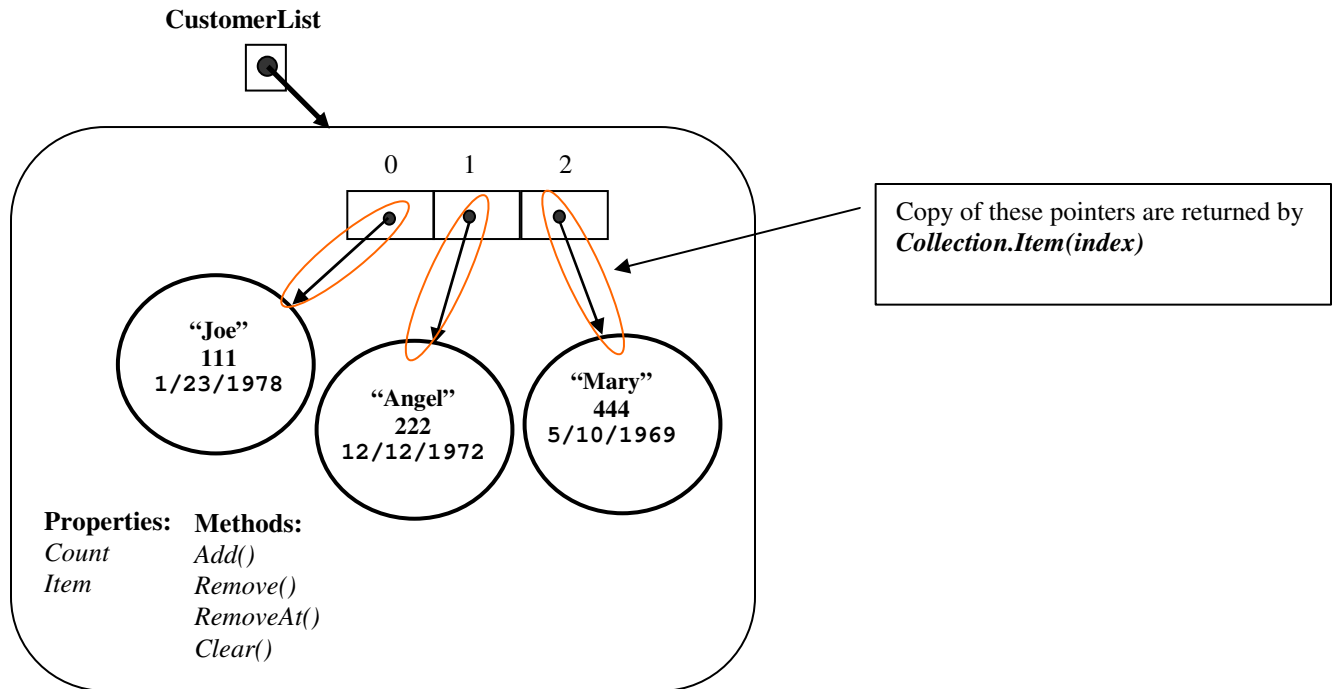 CustomerList
0 1 2
Copy of these pointers are returned by
Collection.Item(index)
“Joe”
111
1/23/1978
“Angel”
222
12/12/1972
“Mary”
444
5/10/1969
Properties:
Count
Item
Methods:
Add()
Remove()
RemoveAt()
Clear()